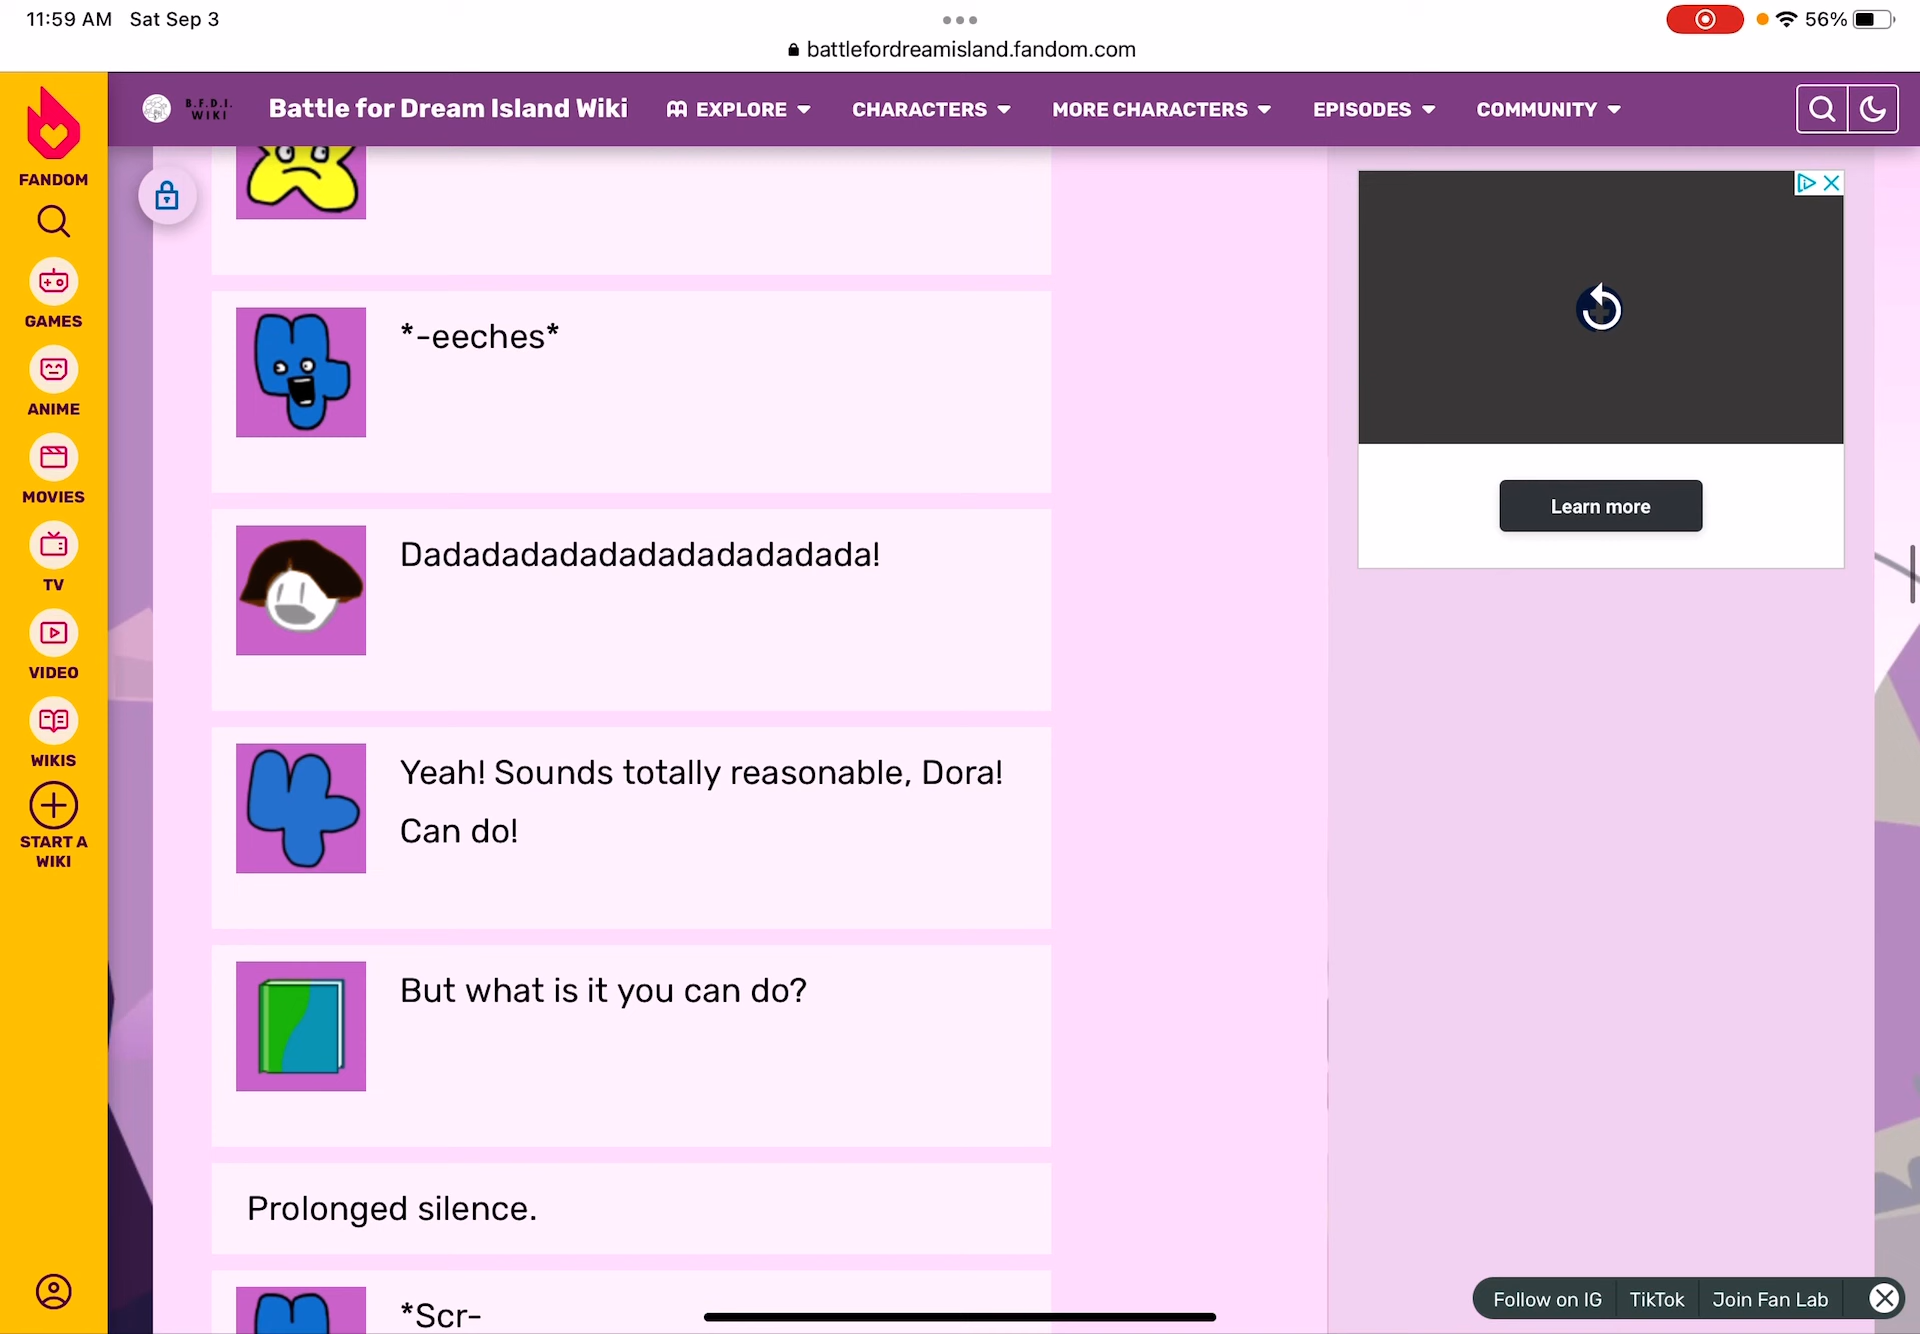 11:59 AM Sat Sep 3
56%
battlefordreamisland.fandom.com
FANDOM
GAMES
ANIME
MOVIES
TV
VIDEO
WIKIS
START A
WIKI
B.F.D.I.
WIKI
Battle for Dream Island Wiki
EXPLORE
CHARACTERS
MORE CHARACTERS
EPISODES
COMMUNITY
*-eeches*
Dadadadadadadadadadada!
Yeah! Sounds totally reasonable, Dora!
Can do!
But what is it you can do?
Prolonged silence.
*Scr-
Learn more
Follow on IG
TikTok
Join Fan Lab